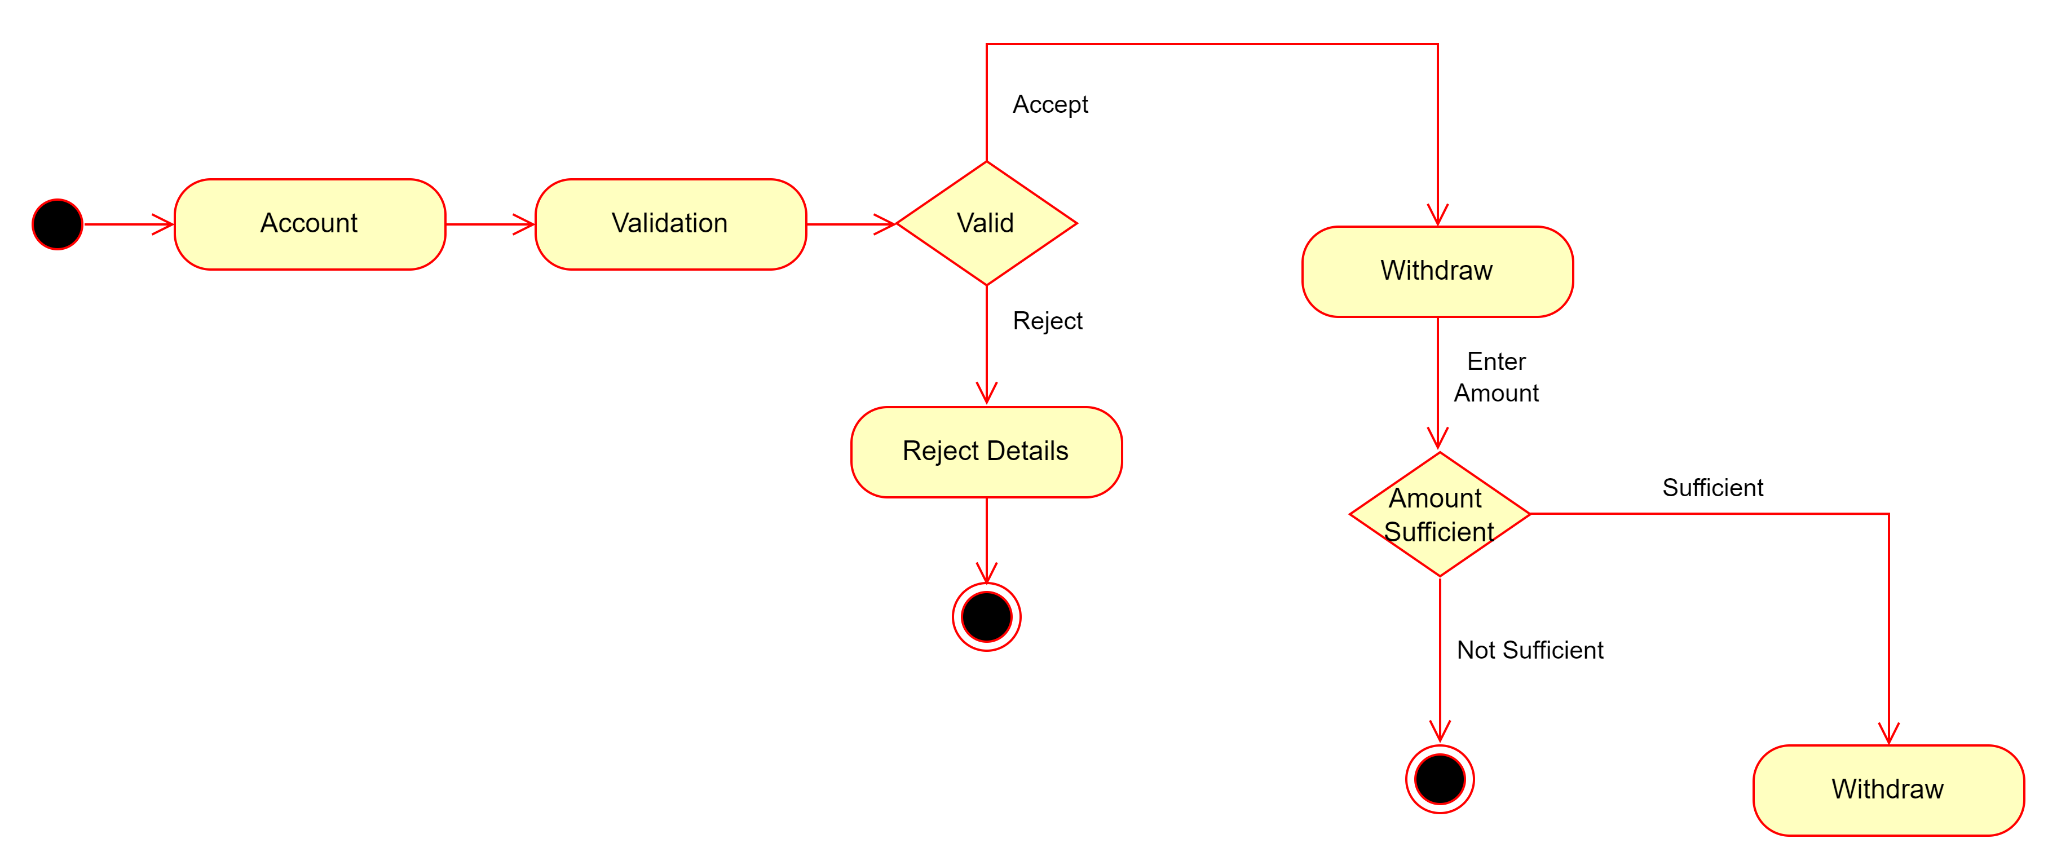 Accept
Account
Validation
Valid
Withdraw
Reject
Enter
Amount
Reject Details
Amount
Sufficient
Sufficient
Not Sufficient
Withdraw